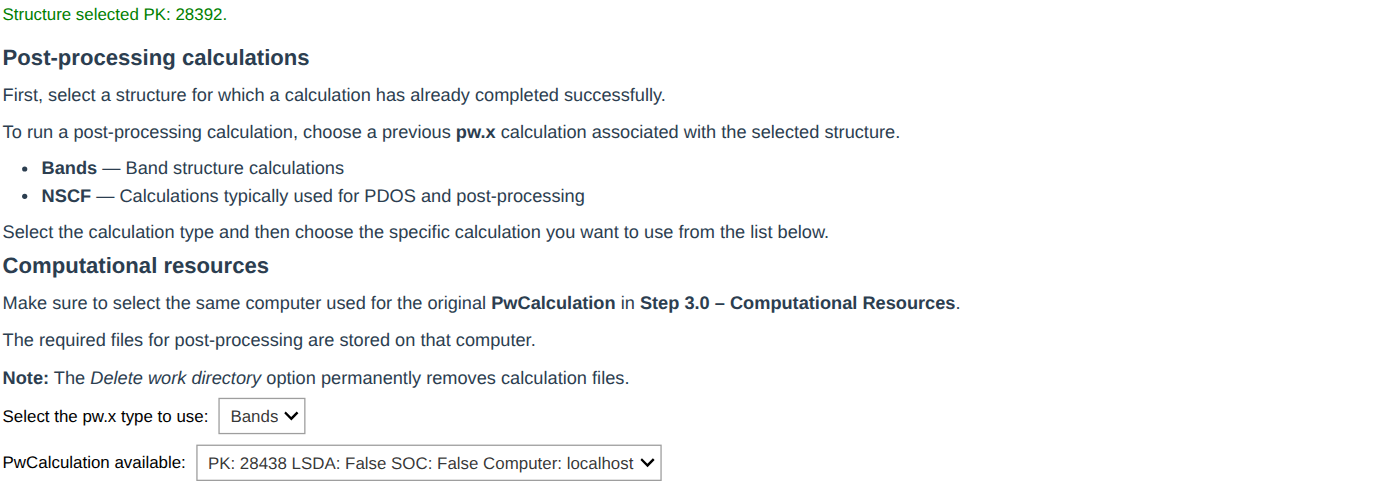 Structure selected PK: 28392.
Post-processing calculations
First, select a structure for which a calculation has already completed successfully.
To run a post-processing calculation, choose a previous pw.x calculation associated with the selected structure.
• Bands — Band structure calculations
• NSCF — Calculations typically used for PDOS and post-processing
Select the calculation type and then choose the specific calculation you want to use from the list below.
Computational resources
Make sure to select the same computer used for the original PwCalculation in Step 3.0 – Computational Resources.
The required files for post-processing are stored on that computer.
Note: The Delete work directory option permanently removes calculation files.
Select the pw.x type to use: Bands
PwCalculation available: PK: 28438 LSDA: False SOC: False Computer: localhost